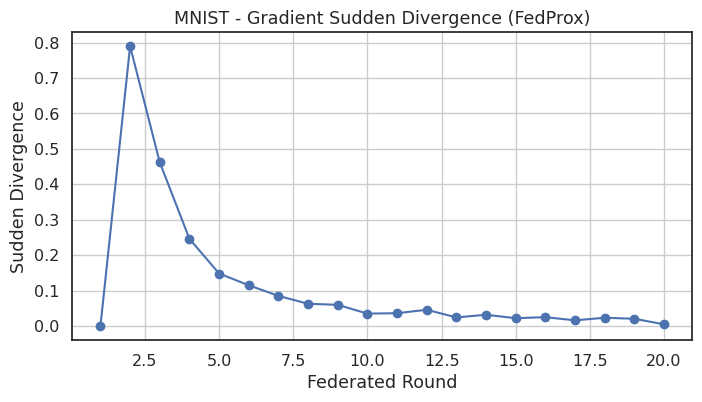 MNIST - Gradient Sudden Divergence (FedProx)
Sudden Divergence
0.8
0.7
0.6
0.5
0.4
0.3
0.2
0.1
0.0
2.5 5.0 7.5 10.0 12.5 15.0 17.5 20.0
Federated Round